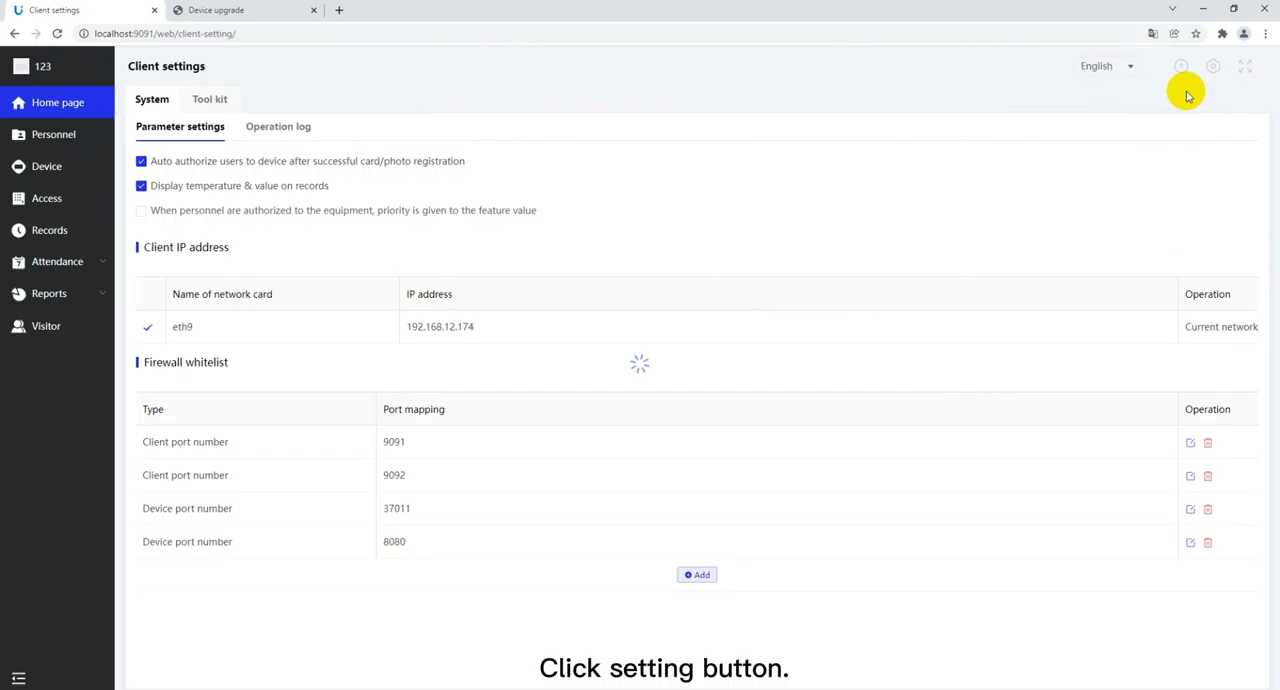 Client settings
Device upgrade
localhost:9091/web/client-setting/
123
Client settings
English
Home page
System
Tool kit
Personnel
Parameter settings
Operation log
Device
Auto authorize users to device after successful card/photo registration
Display temperature & value on records
Access
When personnel are authorized to the equipment, priority is given to the feature value
Records
Client IP address
Attendance
Reports
Name of network card
IP address
Operation
Visitor
eth9
192.168.12.174
Current network
Firewall whitelist
Type
Port mapping
Operation
Client port number
9091
Client port number
9092
Device port number
37011
Device port number
8080
Add
Click setting button.